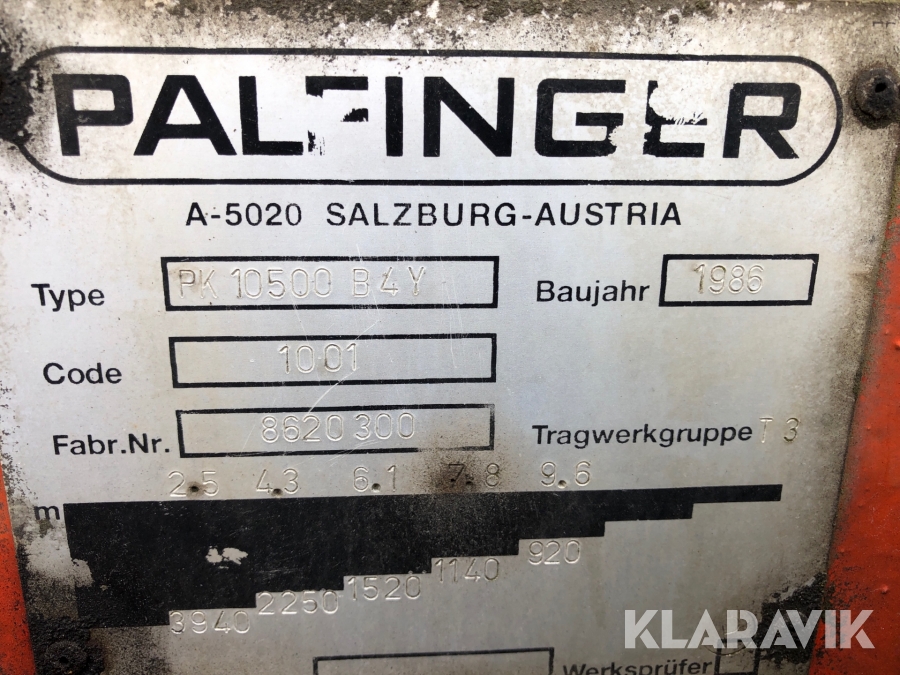 PALFINGER
A-5020 SALZBURG-AUSTRIA
Type PK 10500 B4Y Baujahr 1986
Code 1001
Fabr.Nr. 8620300 Tragwerkgruppe T3
2.5 4.3 6.1 7.8 9.6
m
3940 2250 1520 1140 920
Werksprüfer
KLARAVIK